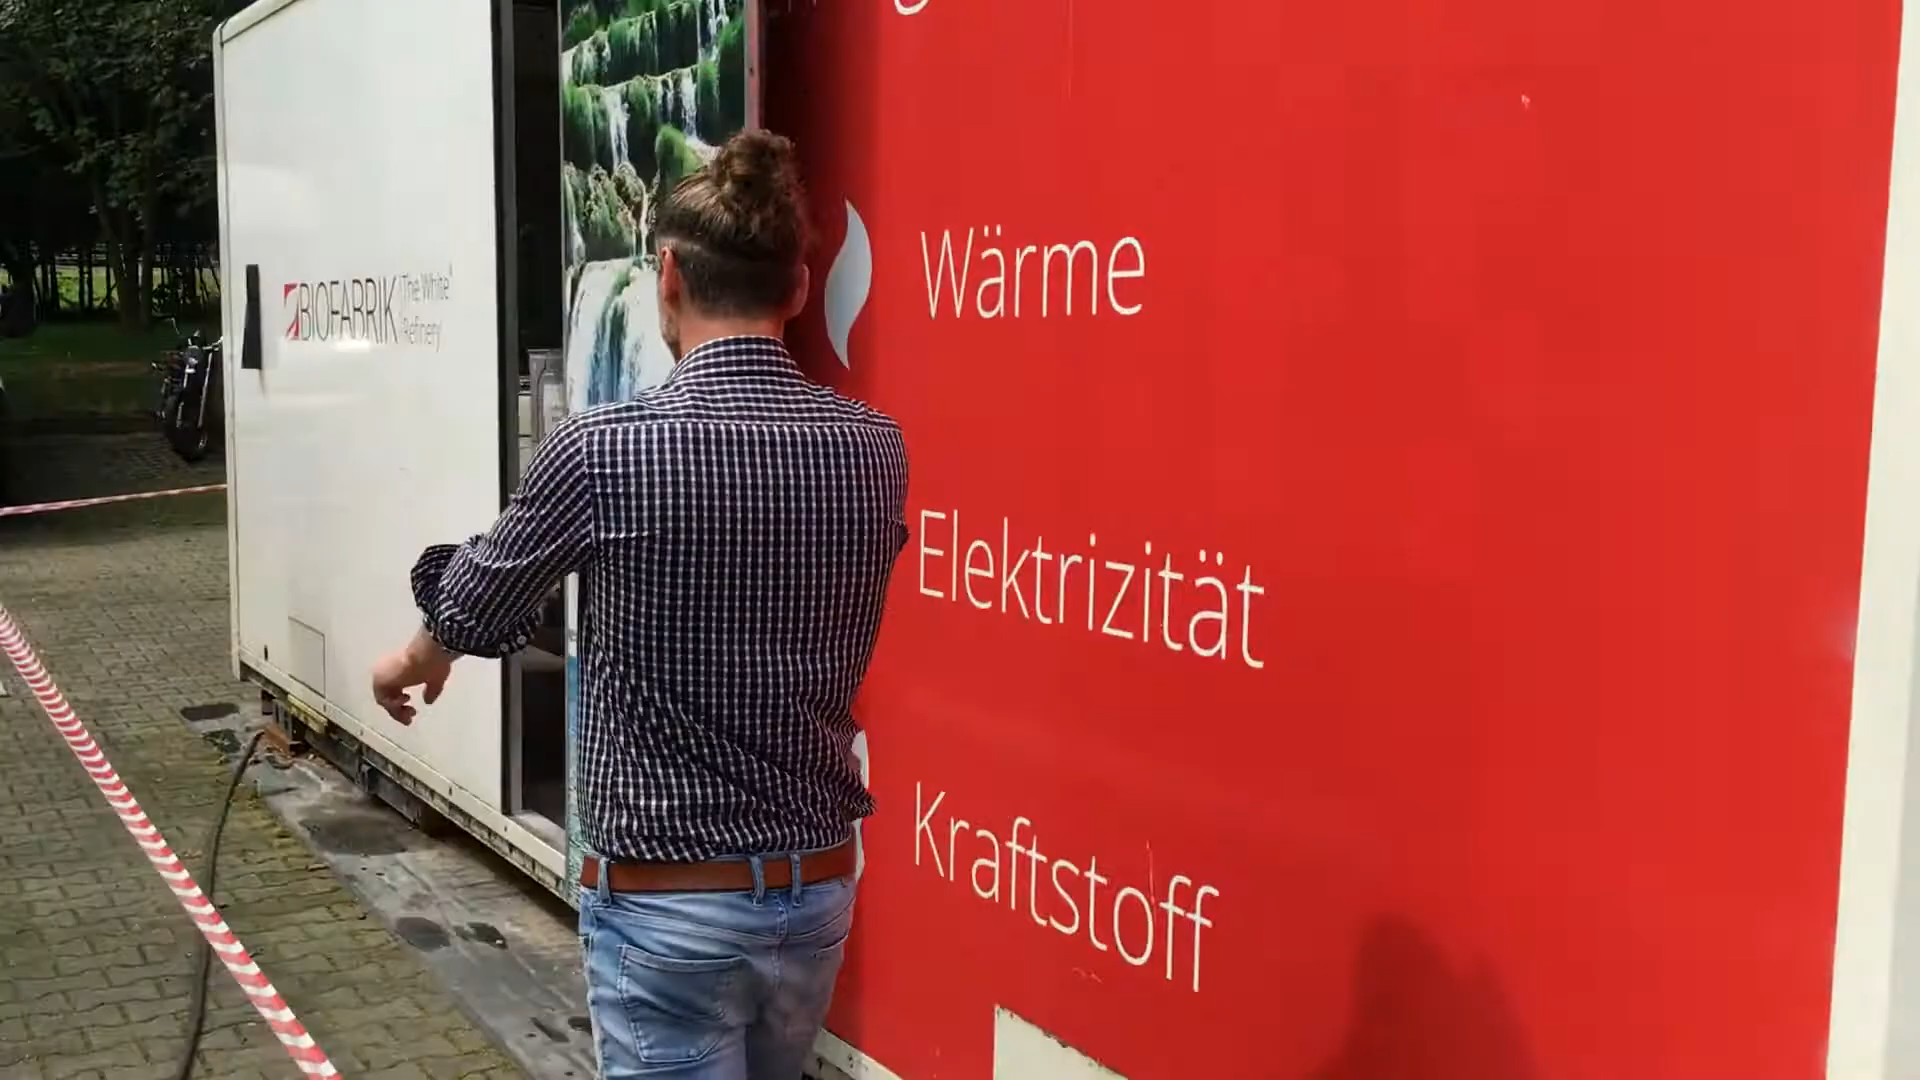 BIOFABRIK
The White
Refinery
Wärme
Elektrizität
Kraftstoff